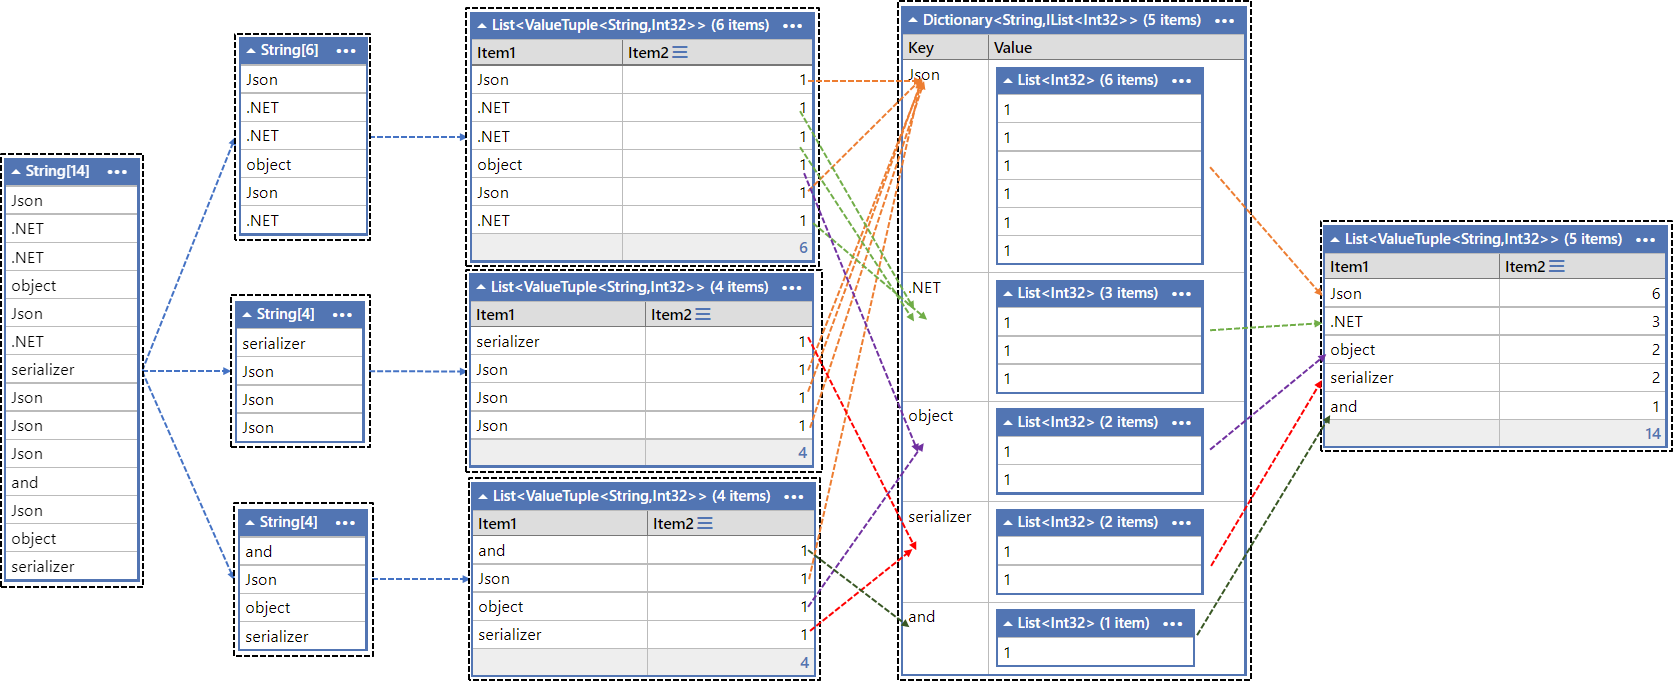 String[14]
Json
.NET
.NET
object
Json
.NET
serializer
Json
Json
Json
and
Json
object
serializer
String[6]
Json
.NET
.NET
object
Json
.NET
String[4]
serializer
Json
Json
Json
String[4]
and
Json
object
serializer
List<ValueTuple<String,Int32>> (6 items)
Item1 Item2
Json 1
.NET 1
.NET 1
object 1
Json 1
.NET 1
6
List<ValueTuple<String,Int32>> (4 items)
Item1 Item2
serializer 1
Json 1
Json 1
Json 1
4
List<ValueTuple<String,Int32>> (4 items)
Item1 Item2
and 1
Json 1
object 1
serializer 1
4
Dictionary<String,IList<Int32>> (5 items)
Key Value
Json
List<Int32> (6 items)
1
1
1
1
1
1
.NET
List<Int32> (3 items)
1
1
1
object
List<Int32> (2 items)
1
1
serializer
List<Int32> (2 items)
1
1
and
List<Int32> (1 item)
1
List<ValueTuple<String,Int32>> (5 items)
Item1 Item2
Json 6
.NET 3
object 2
serializer 2
and 1
14